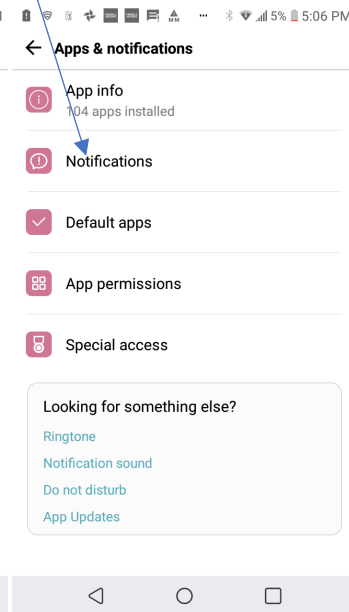 5% 5:06 PM
Apps & notifications
App info
104 apps installed
Notifications
Default apps
App permissions
Special access
Looking for something else?
Ringtone
Notification sound
Do not disturb
App Updates